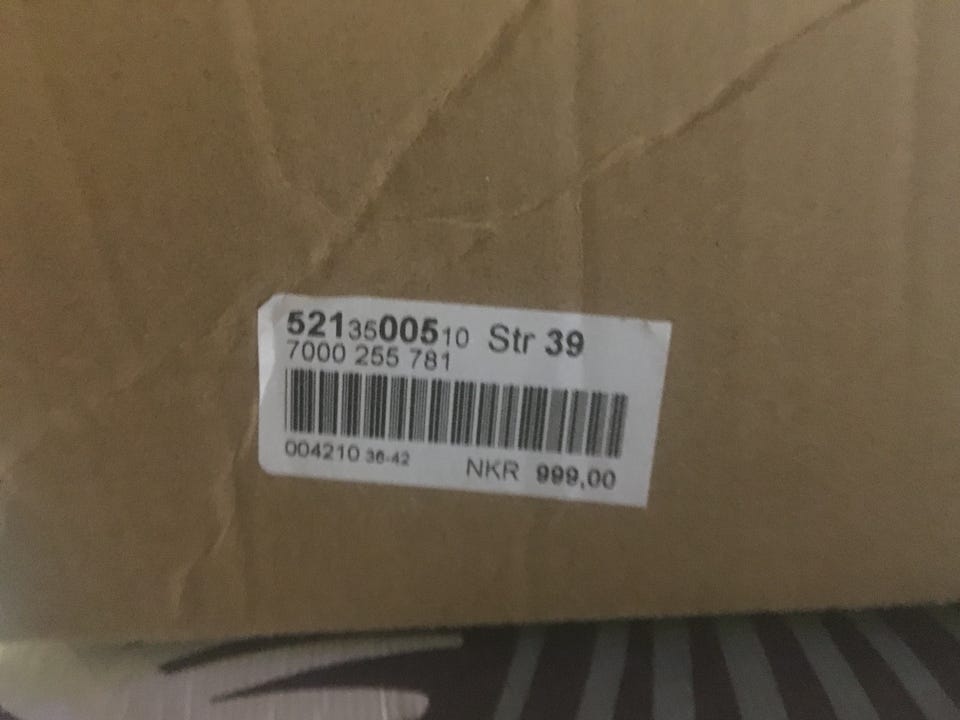 5213500510 Str 39
7000 255 781
004210 36-42 NKR 999,00